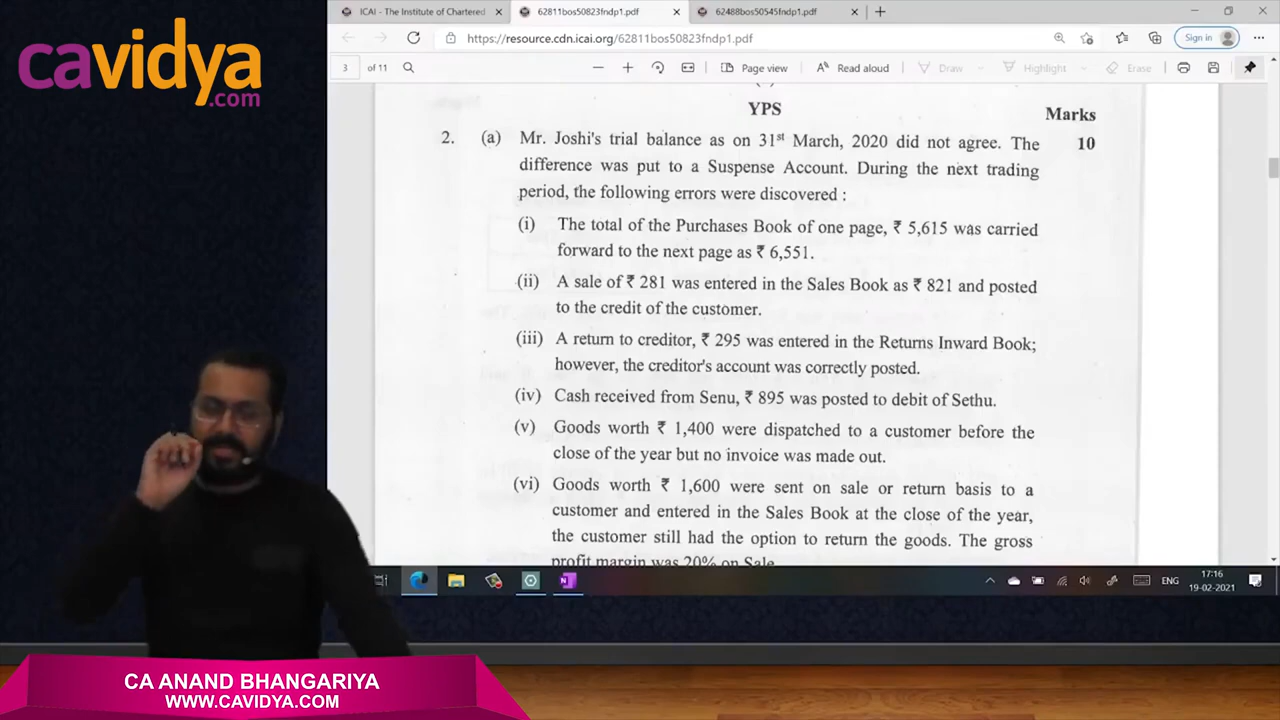 cavidya
.com
ICAI - The Institute of Chartered
62811bos50823fndp1.pdf
62488bos50545fndp1.pdf
https://resource.cdn.icai.org/62811bos50823fndp1.pdf
Sign in
3 of 11
Page view
Read aloud
Draw
Highlight
Erase
YPS
Marks
2. (a) Mr. Joshi's trial balance as on 31st March, 2020 did not agree. The 10
difference was put to a Suspense Account. During the next trading
period, the following errors were discovered :
(i) The total of the Purchases Book of one page, ₹ 5,615 was carried
forward to the next page as ₹ 6,551.
(ii) A sale of ₹ 281 was entered in the Sales Book as ₹ 821 and posted
to the credit of the customer.
(iii) A return to creditor, ₹ 295 was entered in the Returns Inward Book;
however, the creditor's account was correctly posted.
(iv) Cash received from Senu, ₹ 895 was posted to debit of Sethu.
(v) Goods worth ₹ 1,400 were dispatched to a customer before the
close of the year but no invoice was made out.
(vi) Goods worth ₹ 1,600 were sent on sale or return basis to a
customer and entered in the Sales Book at the close of the year,
the customer still had the option to return the goods. The gross
profit margin was 20% on Sale
ENG
17:16
19-02-2021
CA ANAND BHANGARIYA
WWW.CAVIDYA.COM